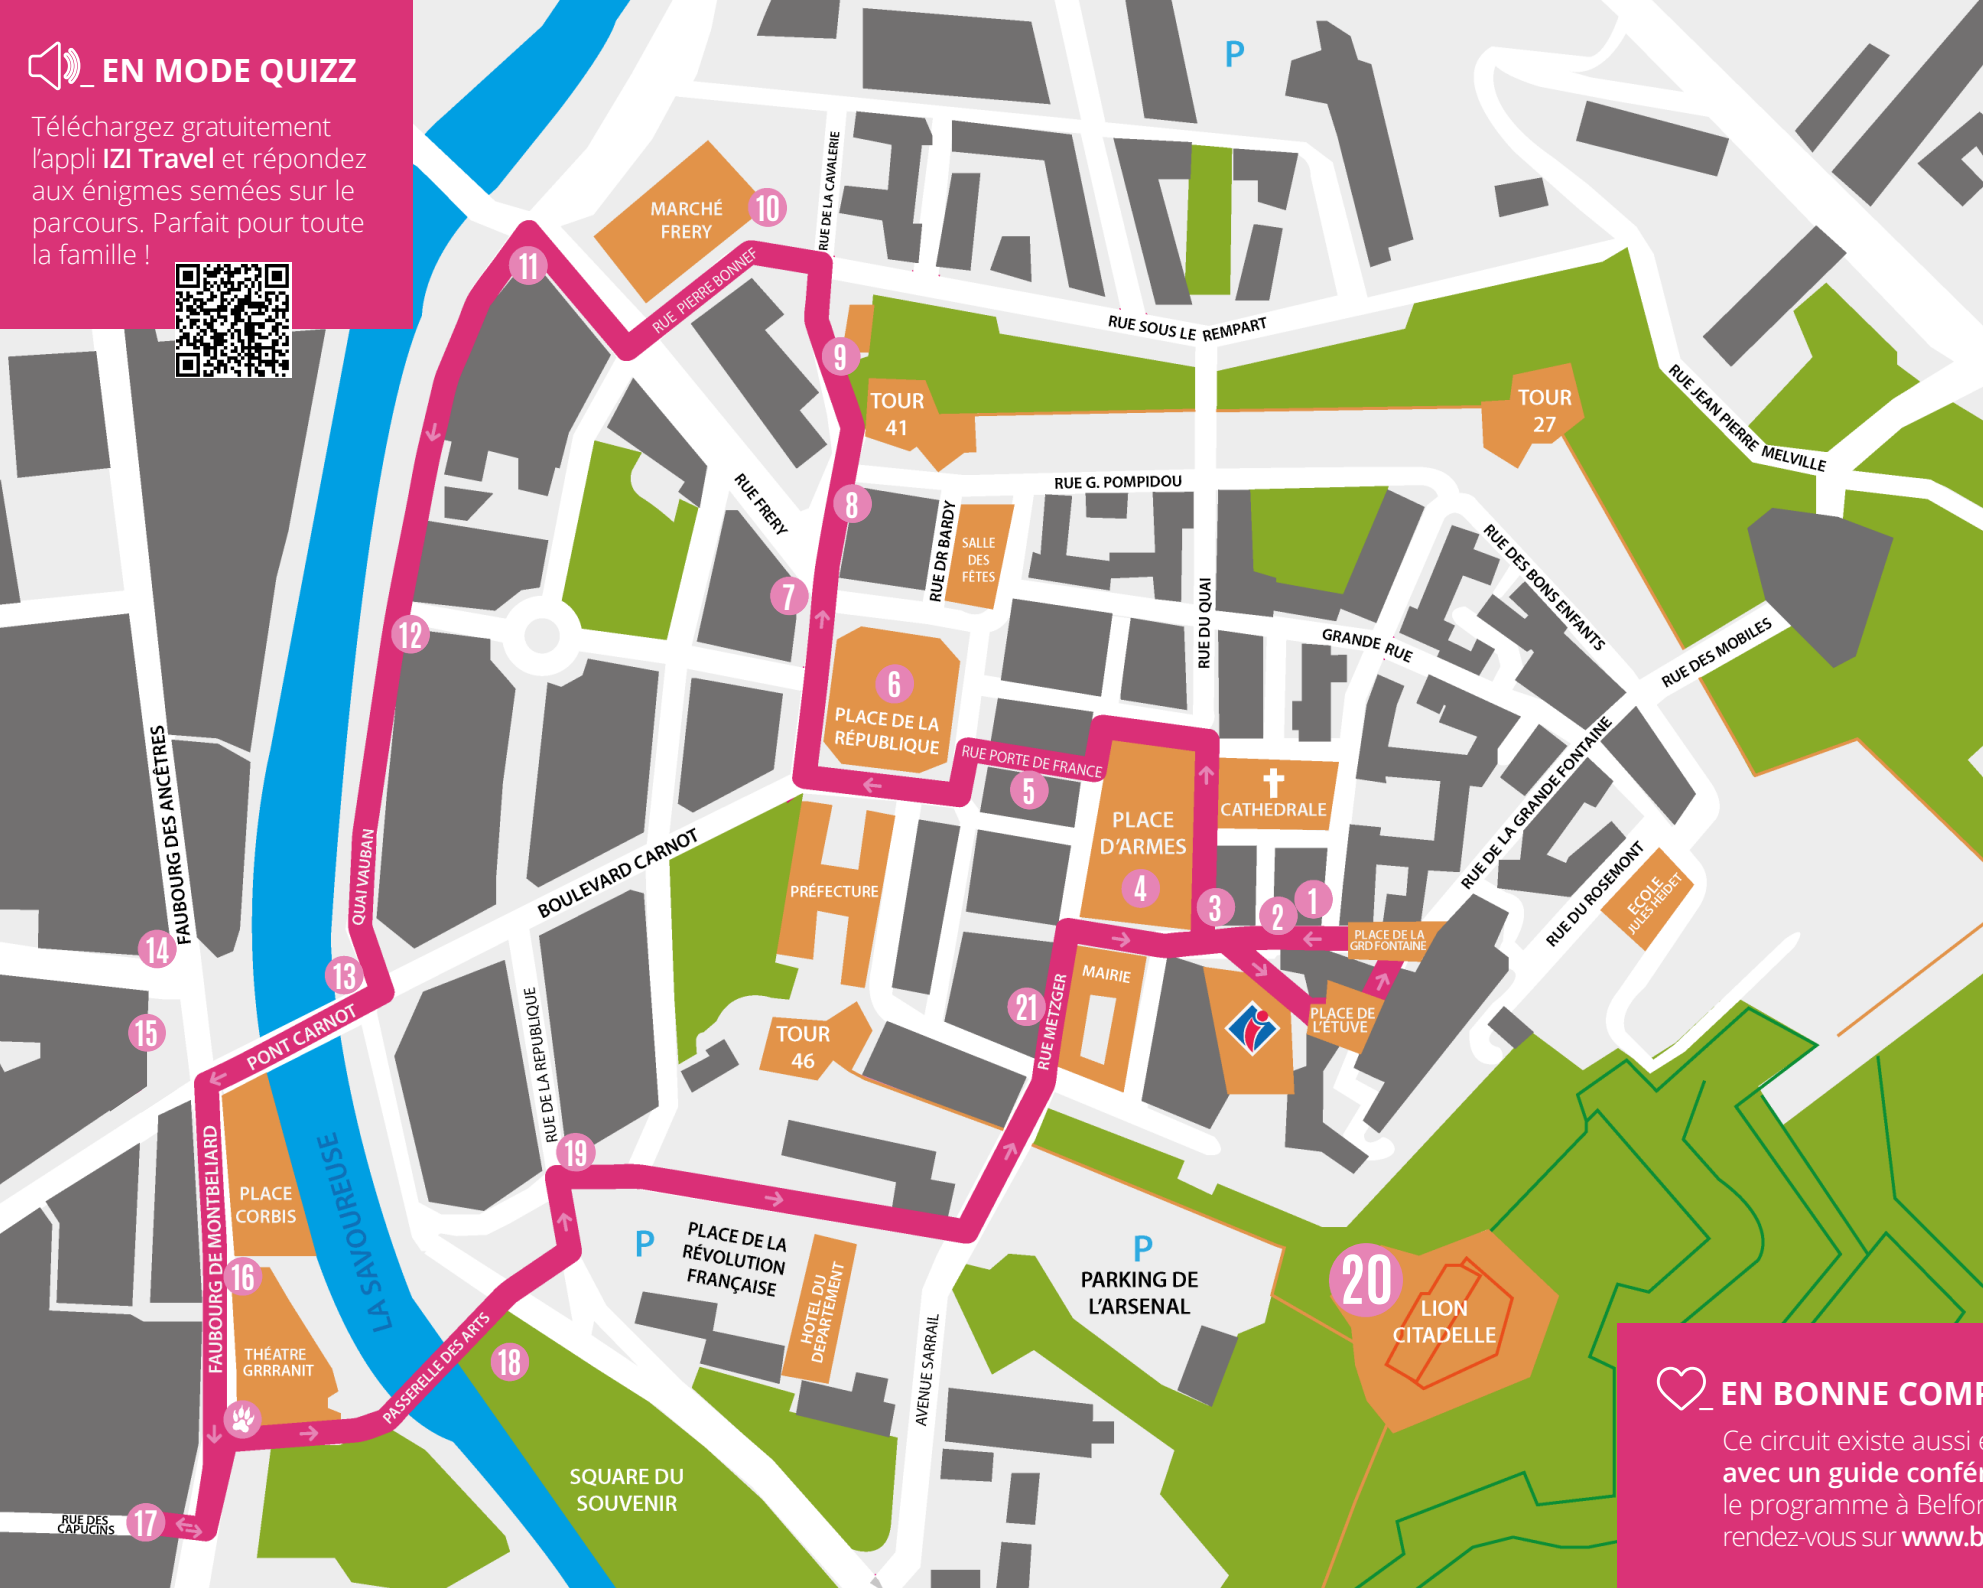 EN MODE QUIZZ
Téléchargez gratuitement
l’appli IZI Travel et répondez
aux énigmes semées sur le
parcours. Parfait pour toute
la famille !
P
MARCHÉ
FRERY
10
RUE DE LA CAVALERIE
11
RUE PIERRE BONNEF
RUE SOUS LE REMPART
9
TOUR
41
TOUR
27
RUE JEAN PIERRE MELVILLE
RUE FRERY
8
RUE G. POMPIDOU
RUE DR BARDY
SALLE
DES
FÊTES
RUE DES BONS ENFANTS
7
RUE DU QUAI
12
GRANDE RUE
RUE DES MOBILES
6
PLACE DE LA
RÉPUBLIQUE
RUE PORTE DE FRANCE
5
FAUBOURG DES ANCÊTRES
QUAI VAUBAN
BOULEVARD CARNOT
CATHEDRALE
PLACE
D’ARMES
4
RUE DE LA GRANDE FONTAINE
PRÉFECTURE
3
2
1
RUE DU ROSEMONT
ECOLE
JULES HEIDET
PLACE DE LA
GRD FONTAINE
14
13
MAIRIE
21
RUE METZGER
PLACE DE
L’ÉTUVE
15
PONT CARNOT
RUE DE LA REPUBLIQUE
TOUR
46
19
LA SAVOUREUSE
FAUBOURG DE MONTBELIARD
PLACE
CORBIS
P
PLACE DE LA
RÉVOLUTION
FRANÇAISE
HOTEL DU
DEPARTEMENT
P
PARKING DE
L’ARSENAL
16
20
LION
CITADELLE
THÉATRE
GRRRANIT
PASSERELLE DES ARTS
18
AVENUE SARRAIL
SQUARE DU
SOUVENIR
RUE DES
CAPUCINS
17
EN BONNE COMP
Ce circuit existe aussi e
avec un guide confér
le programme à Belfor
rendez-vous sur www.b